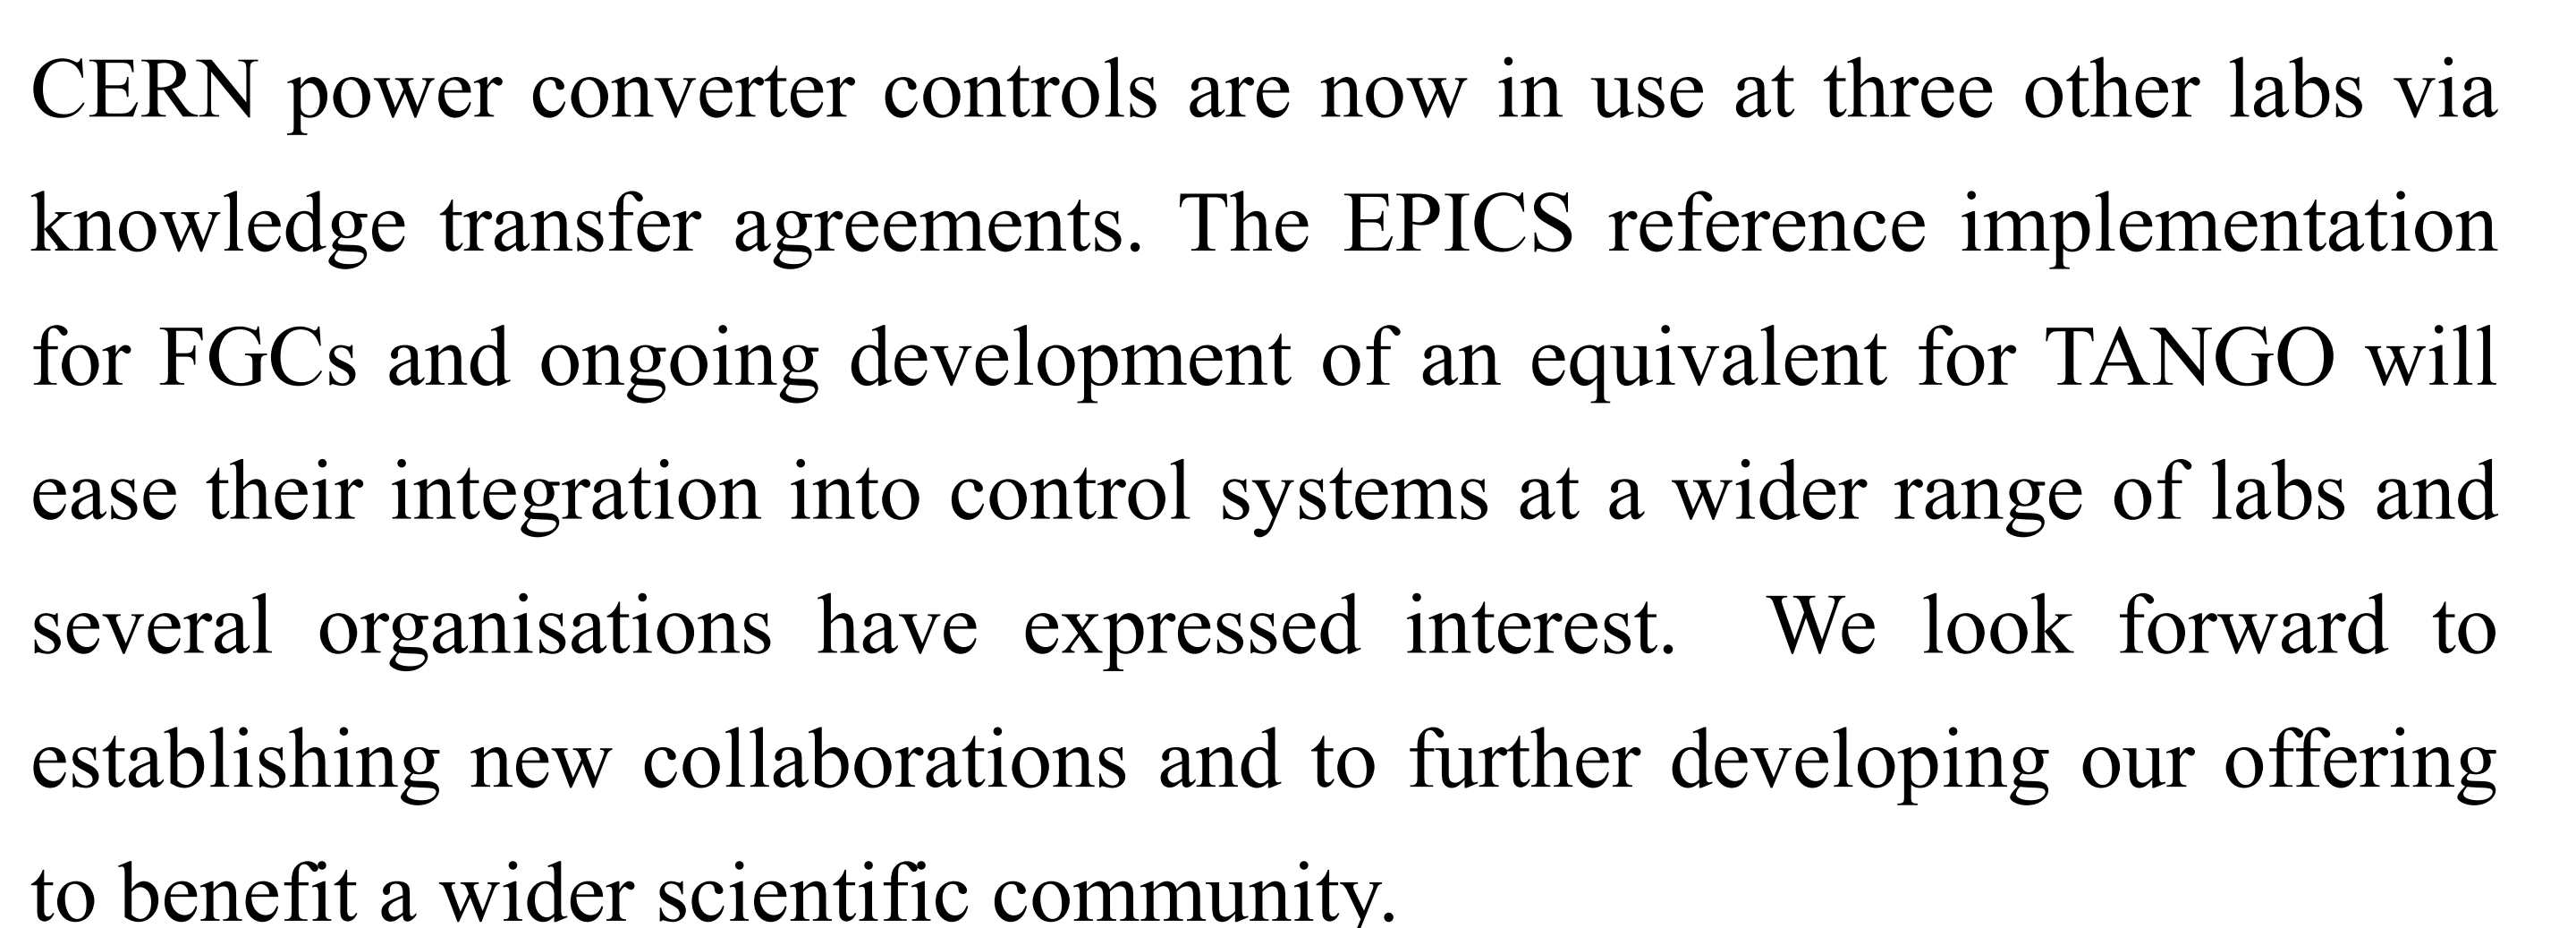 CERN power converter controls are now in use at three other labs via
knowledge transfer agreements. The EPICS reference implementation
for FGCs and ongoing development of an equivalent for TANGO will
ease their integration into control systems at a wider range of labs and
several organisations have expressed interest.  We look forward to
establishing new collaborations and to further developing our offering
to benefit a wider scientific community.